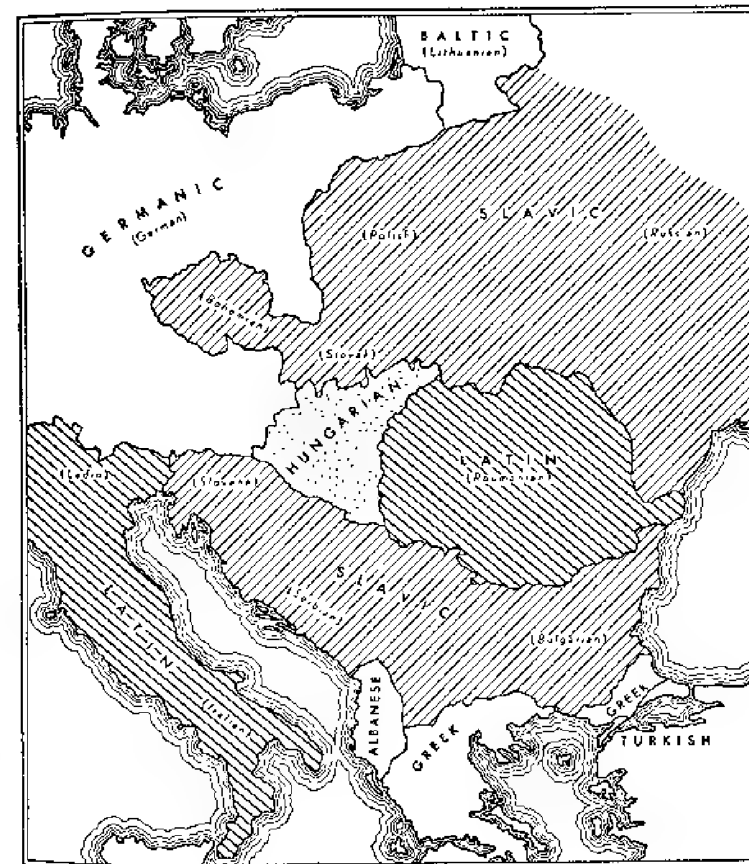 BALTIC
(Lithuanian)
GERMANIC
(German)
SLAVIC
(Polish)
(Russian)
(Slovak)
HUNGARIAN
LATIN
(Roumanian)
(Ladin)
(Slovene)
LATIN
(Italian)
SLAVIC
(Bulgarian)
ALBANESE
GREEK
GREEK
TURKISH